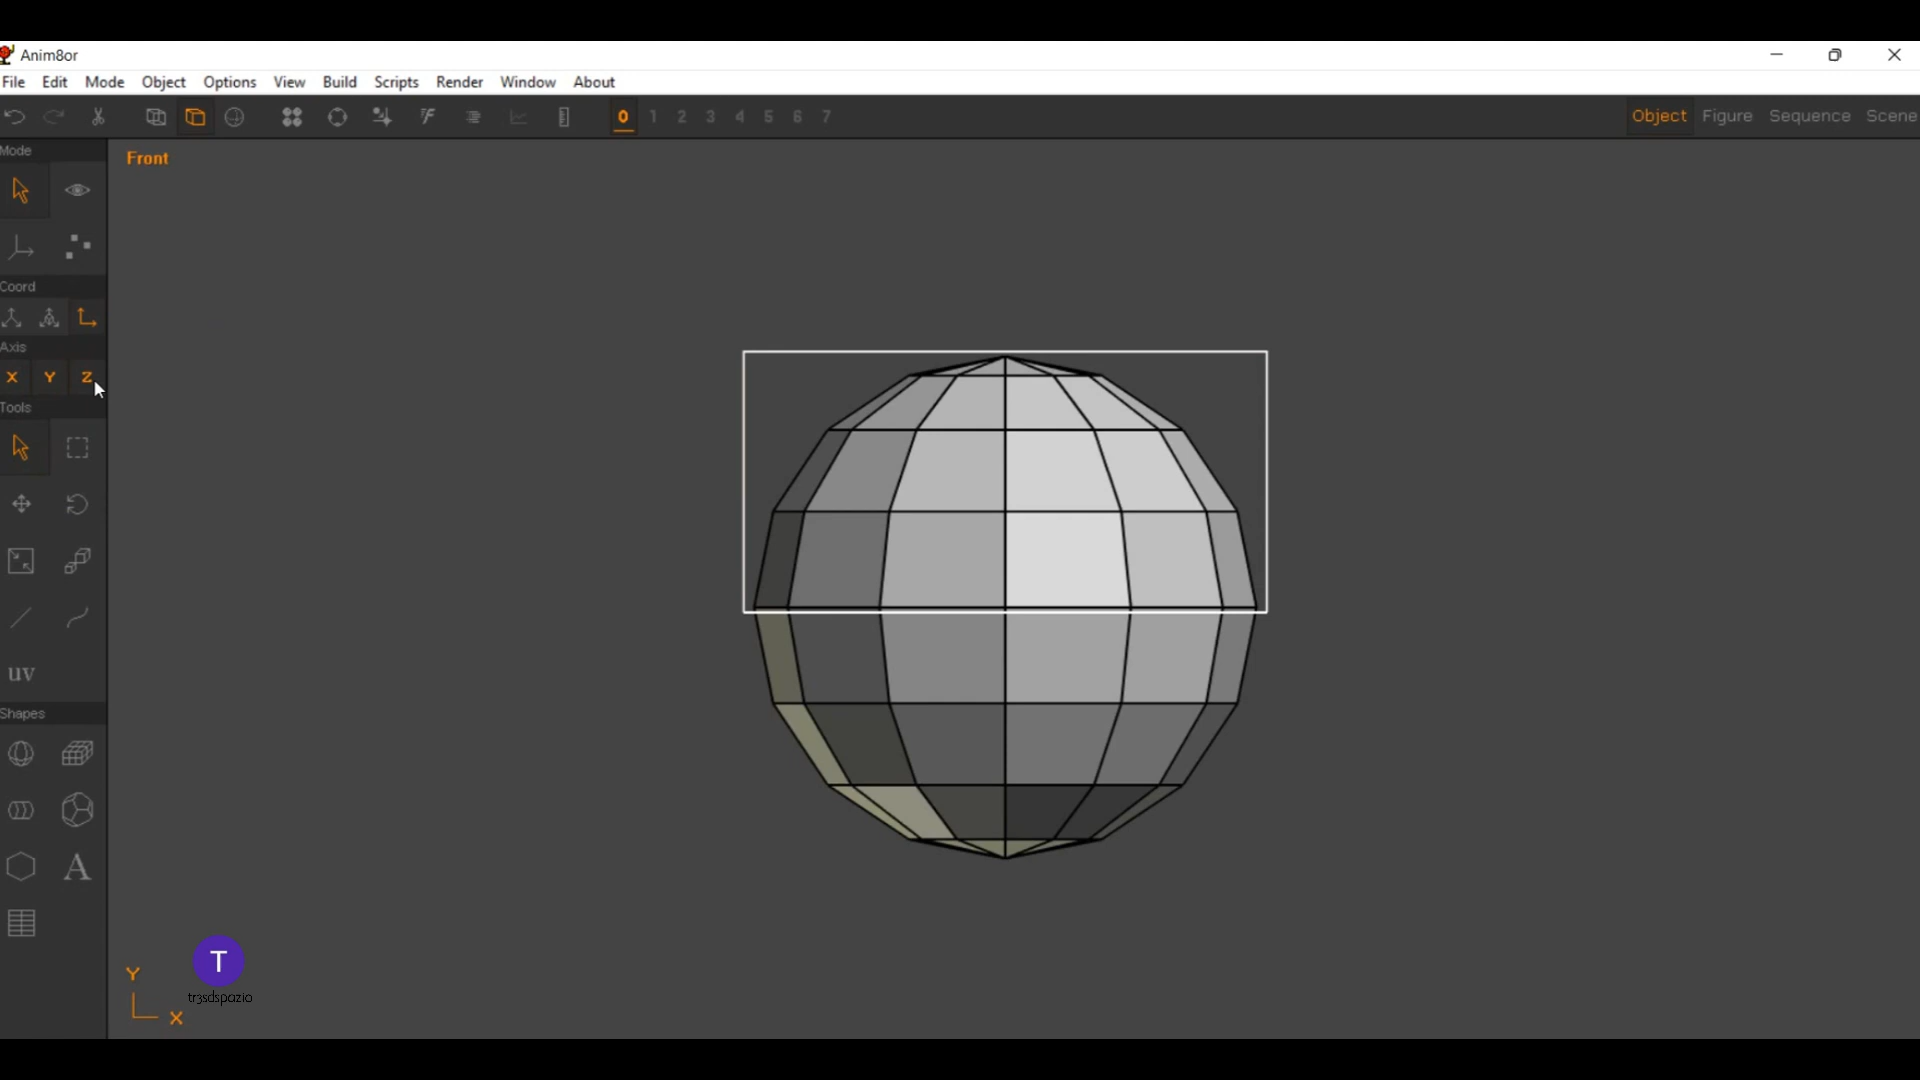 Anim8or
File Edit Mode Object Options View Build Scripts Render Window About
0 1 2 3 4 5 6 7 Object Figure Sequence Scene
Mode
Front
Coord
Axis
X Y Z
Tools
uv
Shapes
A
Y
T
tr3sdspazio
X